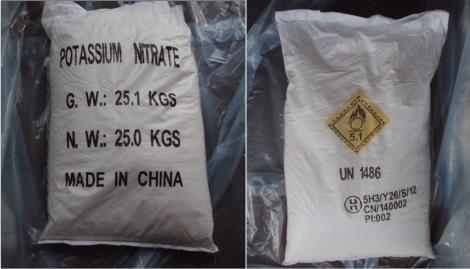 POTASSIUM NITRATE
G. W.: 25.1 KGS
N. W.: 25.0 KGS
MADE IN CHINA
5.1
UN 1486
un 5H3/Y26/S/12
CN/140002
PI:002